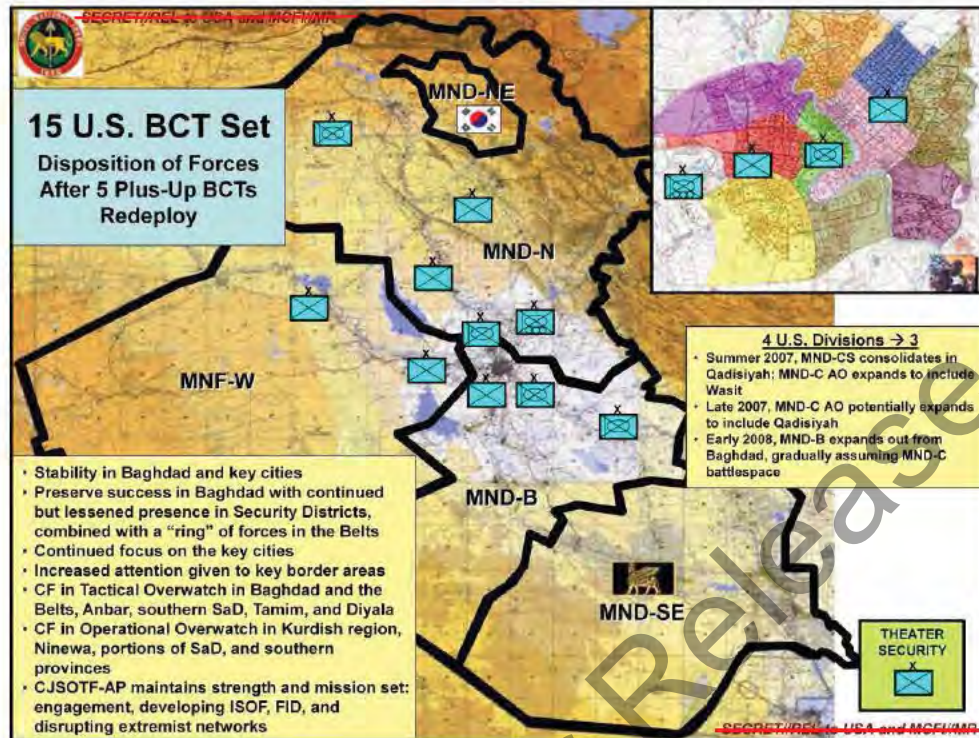 SECRET//REL to USA and MCFI//MR
15 U.S. BCT Set
Disposition of Forces
After 5 Plus-Up BCTs
Redeploy
MND-NE
X
X
X
X
X
X
MND-N
X
X
X
X
MNF-W
X
X
X
X
X
4 U.S. Divisions → 3
• Summer 2007, MND-CS consolidates in
Qadisiyah; MND-C AO expands to include
Wasit
• Late 2007, MND-C AO potentially expands
to include Qadisiyah
• Early 2008, MND-B expands out from
Baghdad, gradually assuming MND-C
battlespace
MND-B
• Stability in Baghdad and key cities
• Preserve success in Baghdad with continued
but lessened presence in Security Districts,
combined with a “ring” of forces in the Belts
• Continued focus on the key cities
• Increased attention given to key border areas
• CF in Tactical Overwatch in Baghdad and the
Belts, Anbar, southern SaD, Tamim, and Diyala
• CF in Operational Overwatch in Kurdish region,
Ninewa, portions of SaD, and southern
provinces
• CJSOTF-AP maintains strength and mission set:
engagement, developing ISOF, FID, and
disrupting extremist networks
MND-SE
THEATER
SECURITY
X
SECRET//REL to USA and MCFI//MR
Release